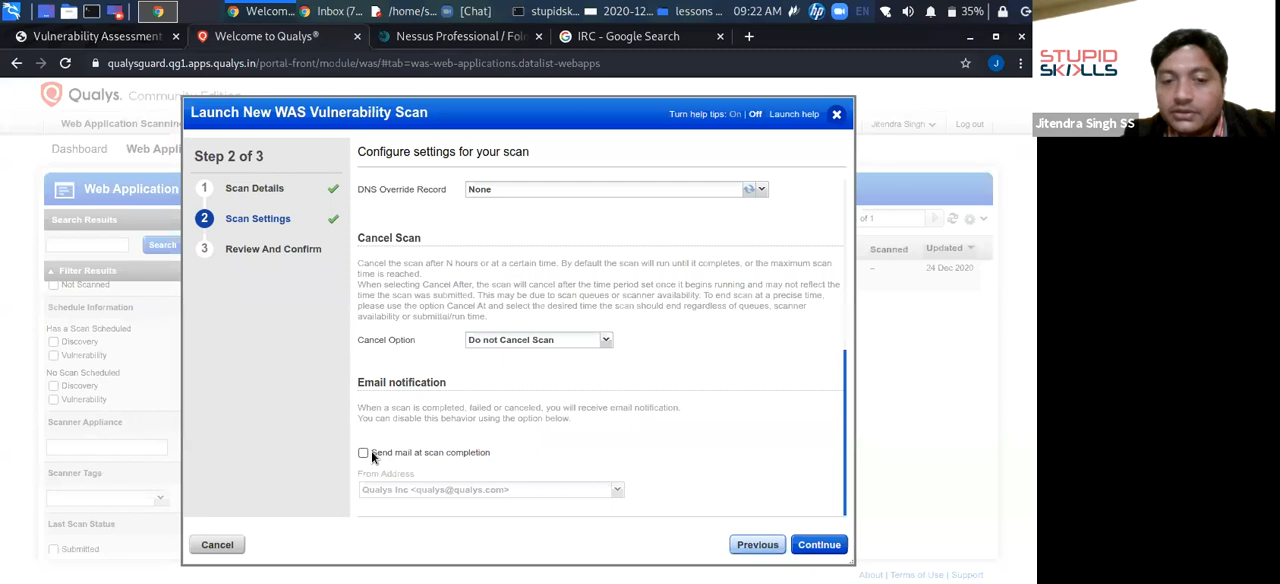 Welcom...
Inbox (7...
/home/s...
[Chat]
stupidsk...
2020-12...
lessons ...
09:22 AM
EN
35%
Vulnerability Assessment
Welcome to Qualys®
Nessus Professional / Fol
IRC - Google Search
qualysguard.qg1.apps.qualys.in/portal-front/module/was/#tab=was-web-applications.datalist-webapps
J
STUPID
SKILLS
Jitendra Singh SS
Qualys. Community Edition
Web Application Scannin
Jitendra Singh
Log out
Dashboard
Web Appli
Launch New WAS Vulnerability Scan
Turn help tips: On | Off
Launch help
Step 2 of 3
1 Scan Details
2 Scan Settings
3 Review And Confirm
Configure settings for your scan
DNS Override Record
None
Cancel Scan
Cancel the scan after N hours or at a certain time. By default the scan will run until it completes, or the maximum scan
time is reached.
When selecting Cancel After, the scan will cancel after the time period set once it begins running and may not reflect the
time the scan was submitted. This may be due to scan queues or scanner availability. To end scan at a precise time,
please use the option Cancel At and select the desired time the scan should end regardless of queues, scanner
availability or submittal/run time.
Cancel Option
Do not Cancel Scan
Email notification
When a scan is completed, failed or canceled, you will receive email notification.
You can disable this behavior using the option below.
Send mail at scan completion
From Address
Qualys Inc <qualys@qualys.com>
Cancel
Previous
Continue
Web Application
Search Results
Search
Filter Results
Not Scanned
Schedule Information
Has a Scan Scheduled
Discovery
Vulnerability
No Scan Scheduled
Discovery
Vulnerability
Scanner Appliance
Scanner Tags
Last Scan Status
Submitted
of 1
Scanned
Updated
–
24 Dec 2020
About | Terms of Use | Support